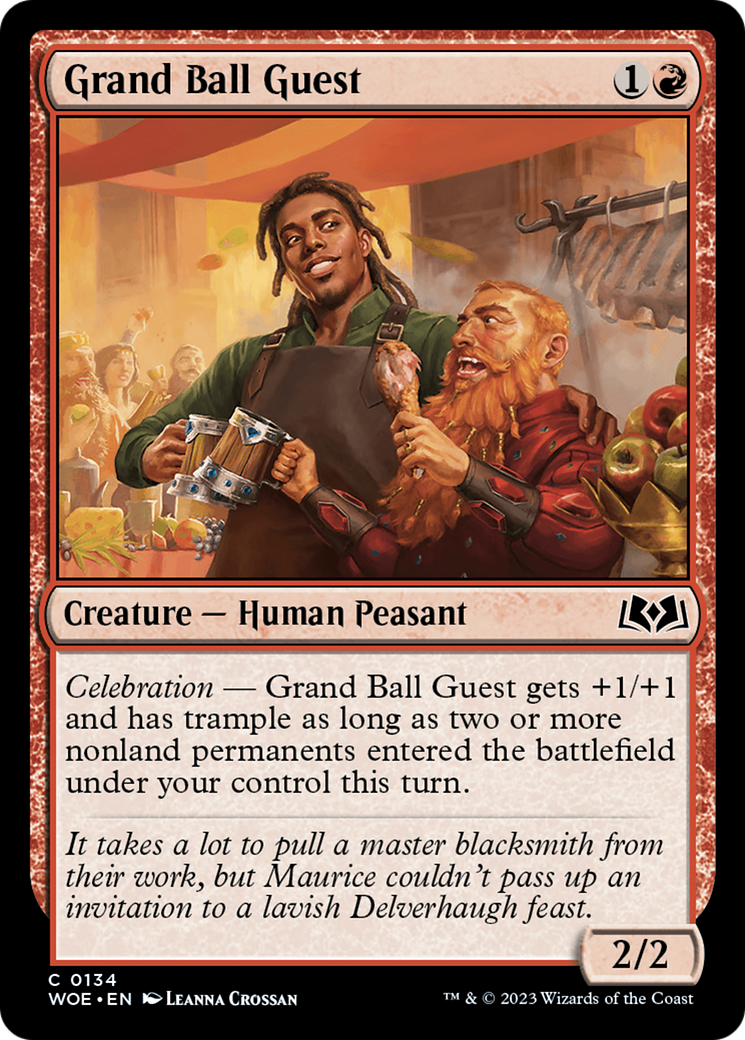 Grand Ball Guest
1
Creature — Human Peasant
Celebration — Grand Ball Guest gets +1/+1
and has trample as long as two or more
nonland permanents entered the battlefield
under your control this turn.
It takes a lot to pull a master blacksmith from
their work, but Maurice couldn't pass up an
invitation to a lavish Delverhaugh feast.
2/2
C 0134
WOE • EN Leanna Crossan
™ & © 2023 Wizards of the Coast